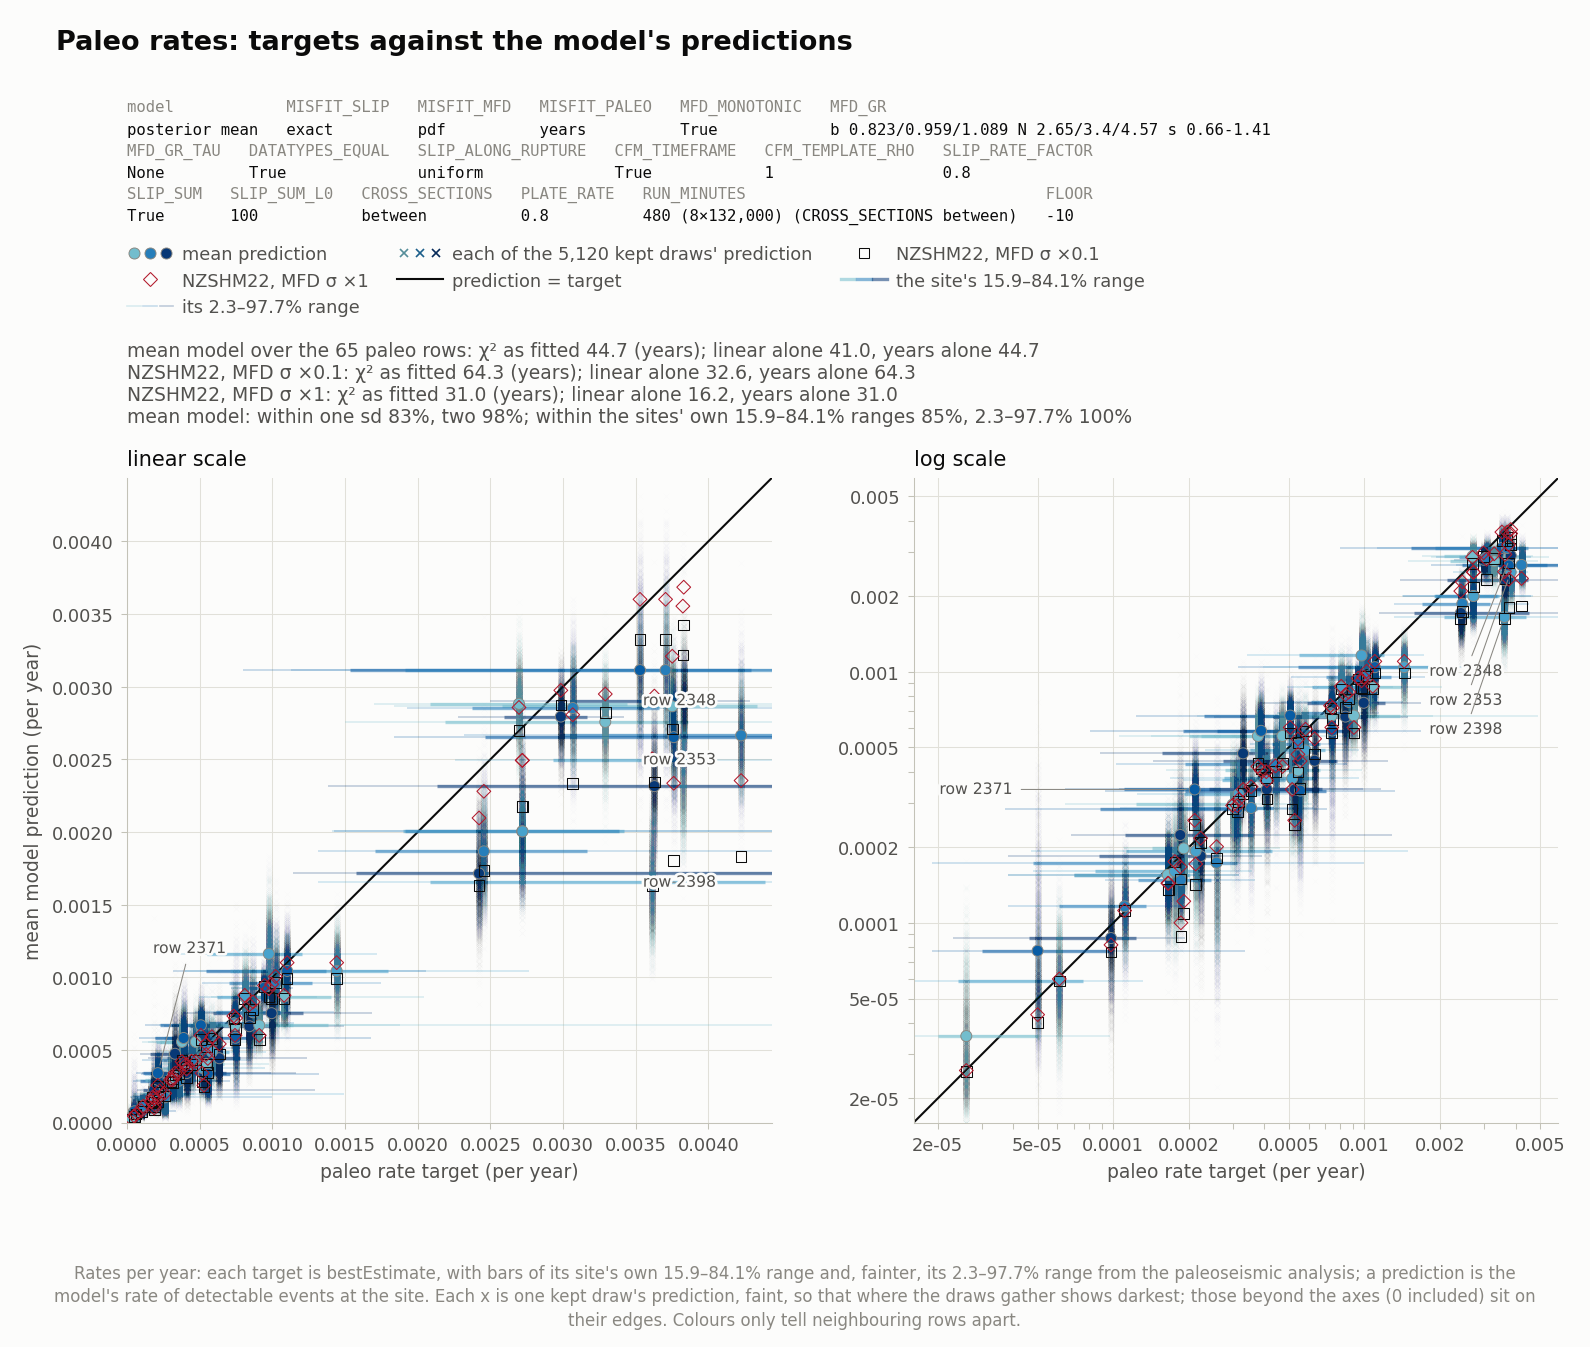 Paleo rates: targets against the model's predictions
model MISFIT_SLIP MISFIT_MFD MISFIT_PALEO MFD_MONOTONIC MFD_GR
posterior mean exact pdf years True b 0.823/0.959/1.089 N 2.65/3.4/4.57 s 0.66-1.41
MFD_GR_TAU DATATYPES_EQUAL SLIP_ALONG_RUPTURE CFM_TIMEFRAME CFM_TEMPLATE_RHO SLIP_RATE_FACTOR
None True uniform True 1 0.8
SLIP_SUM SLIP_SUM_L0 CROSS_SECTIONS PLATE_RATE RUN_MINUTES FLOOR
True 100 between 0.8 480 (8×132,000) (CROSS_SECTIONS between) -10
mean prediction
each of the 5,120 kept draws' prediction
NZSHM22, MFD σ ×0.1
NZSHM22, MFD σ ×1
prediction = target
the site's 15.9–84.1% range
its 2.3–97.7% range
mean model over the 65 paleo rows: χ² as fitted 44.7 (years); linear alone 41.0, years alone 44.7
NZSHM22, MFD σ ×0.1: χ² as fitted 64.3 (years); linear alone 32.6, years alone 64.3
NZSHM22, MFD σ ×1: χ² as fitted 31.0 (years); linear alone 16.2, years alone 31.0
mean model: within one sd 83%, two 98%; within the sites' own 15.9–84.1% ranges 85%, 2.3–97.7% 100%
linear scale
mean model prediction (per year)
0.0040
0.0035
0.0030
0.0025
0.0020
0.0015
0.0010
0.0005
0.0000
row 2348
row 2353
row 2398
row 2371
0.0000 0.0005 0.0010 0.0015 0.0020 0.0025 0.0030 0.0035 0.0040
paleo rate target (per year)
log scale
0.005
0.002
0.001
0.0005
0.0002
0.0001
5e-05
2e-05
row 2348
row 2353
row 2398
row 2371
2e-05 5e-05 0.0001 0.0002 0.0005 0.001 0.002 0.005
paleo rate target (per year)
Rates per year: each target is bestEstimate, with bars of its site's own 15.9–84.1% range and, fainter, its 2.3–97.7% range from the paleoseismic analysis; a prediction is the
model's rate of detectable events at the site. Each x is one kept draw's prediction, faint, so that where the draws gather shows darkest; those beyond the axes (0 included) sit on
their edges. Colours only tell neighbouring rows apart.